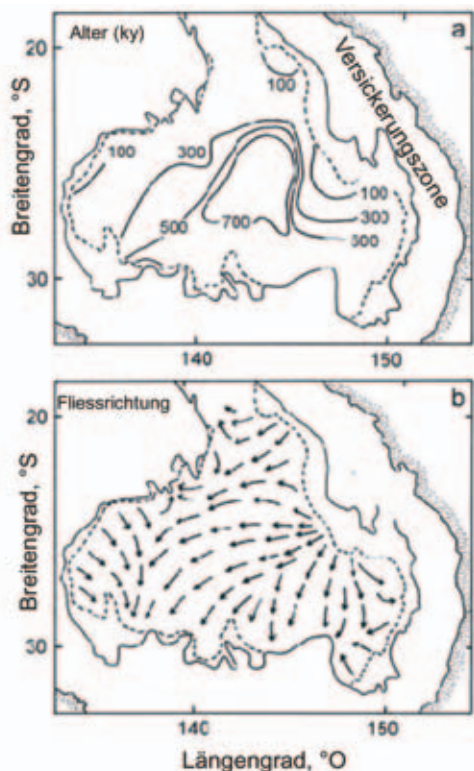 Alter (ky)
a
20
Versickerungszone
100
100
300
100
500
700
300
500
30
Breitengrad, °S
140
150
Fliessrichtung
b
20
30
Breitengrad, °S
140
150
Längengrad, °O